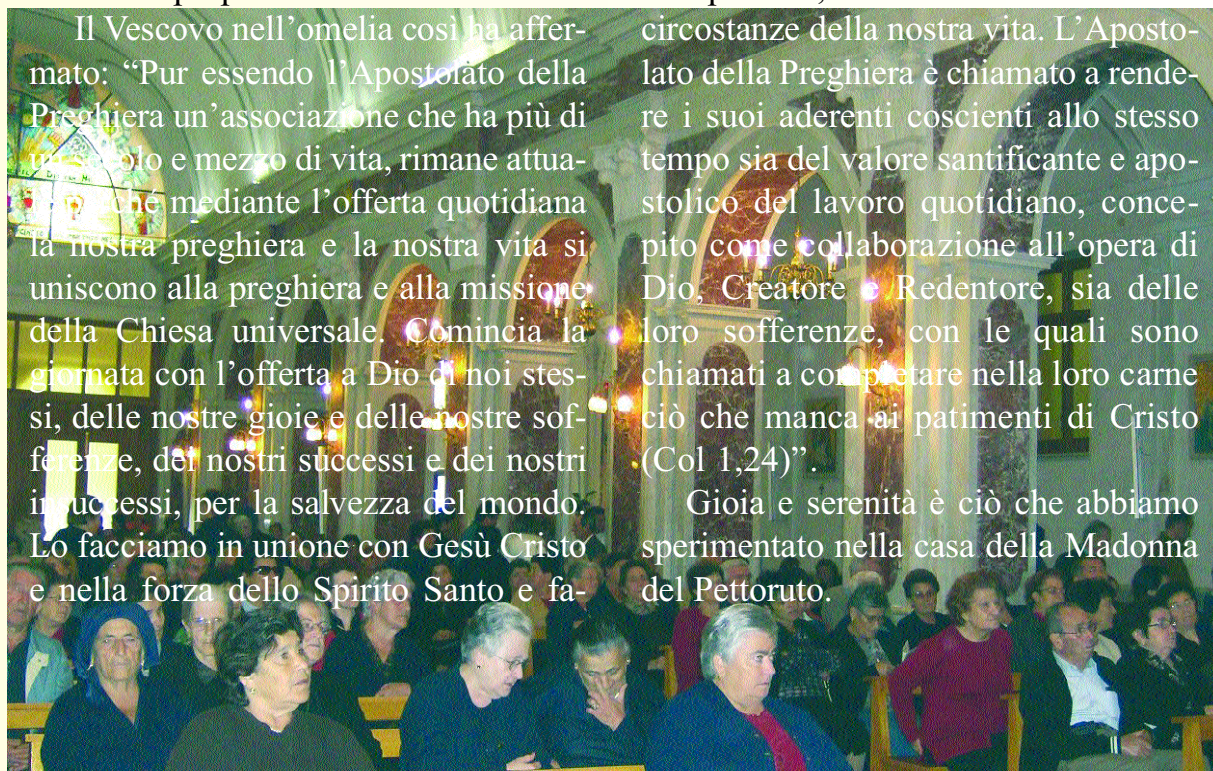 Il Vescovo nell’omelia così ha affer-
mato: “Pur essendo l’Apostolato della
Preghiera un’associazione che ha più di
un secolo e mezzo di vita, rimane attua-
le perché mediante l’offerta quotidiana
la nostra preghiera e la nostra vita si
uniscono alla preghiera e alla missione
della Chiesa universale. Comincia la
giornata con l’offerta a Dio di noi stes-
si, delle nostre gioie e delle nostre sof-
ferenze, dei nostri successi e dei nostri
insuccessi, per la salvezza del mondo.
Lo facciamo in unione con Gesù Cristo
e nella forza dello Spirito Santo e fa-
circostanze della nostra vita. L’Aposto-
lato della Preghiera è chiamato a rende-
re i suoi aderenti coscienti allo stesso
tempo sia del valore santificante e apo-
stolico del lavoro quotidiano, conce-
pito come collaborazione all’opera di
Dio, Creatore e Redentore, sia delle
loro sofferenze, con le quali sono
chiamati a completare nella loro carne
ciò che manca ai patimenti di Cristo
(Col 1,24)”.
Gioia e serenità è ciò che abbiamo
sperimentato nella casa della Madonna
del Pettoruto.